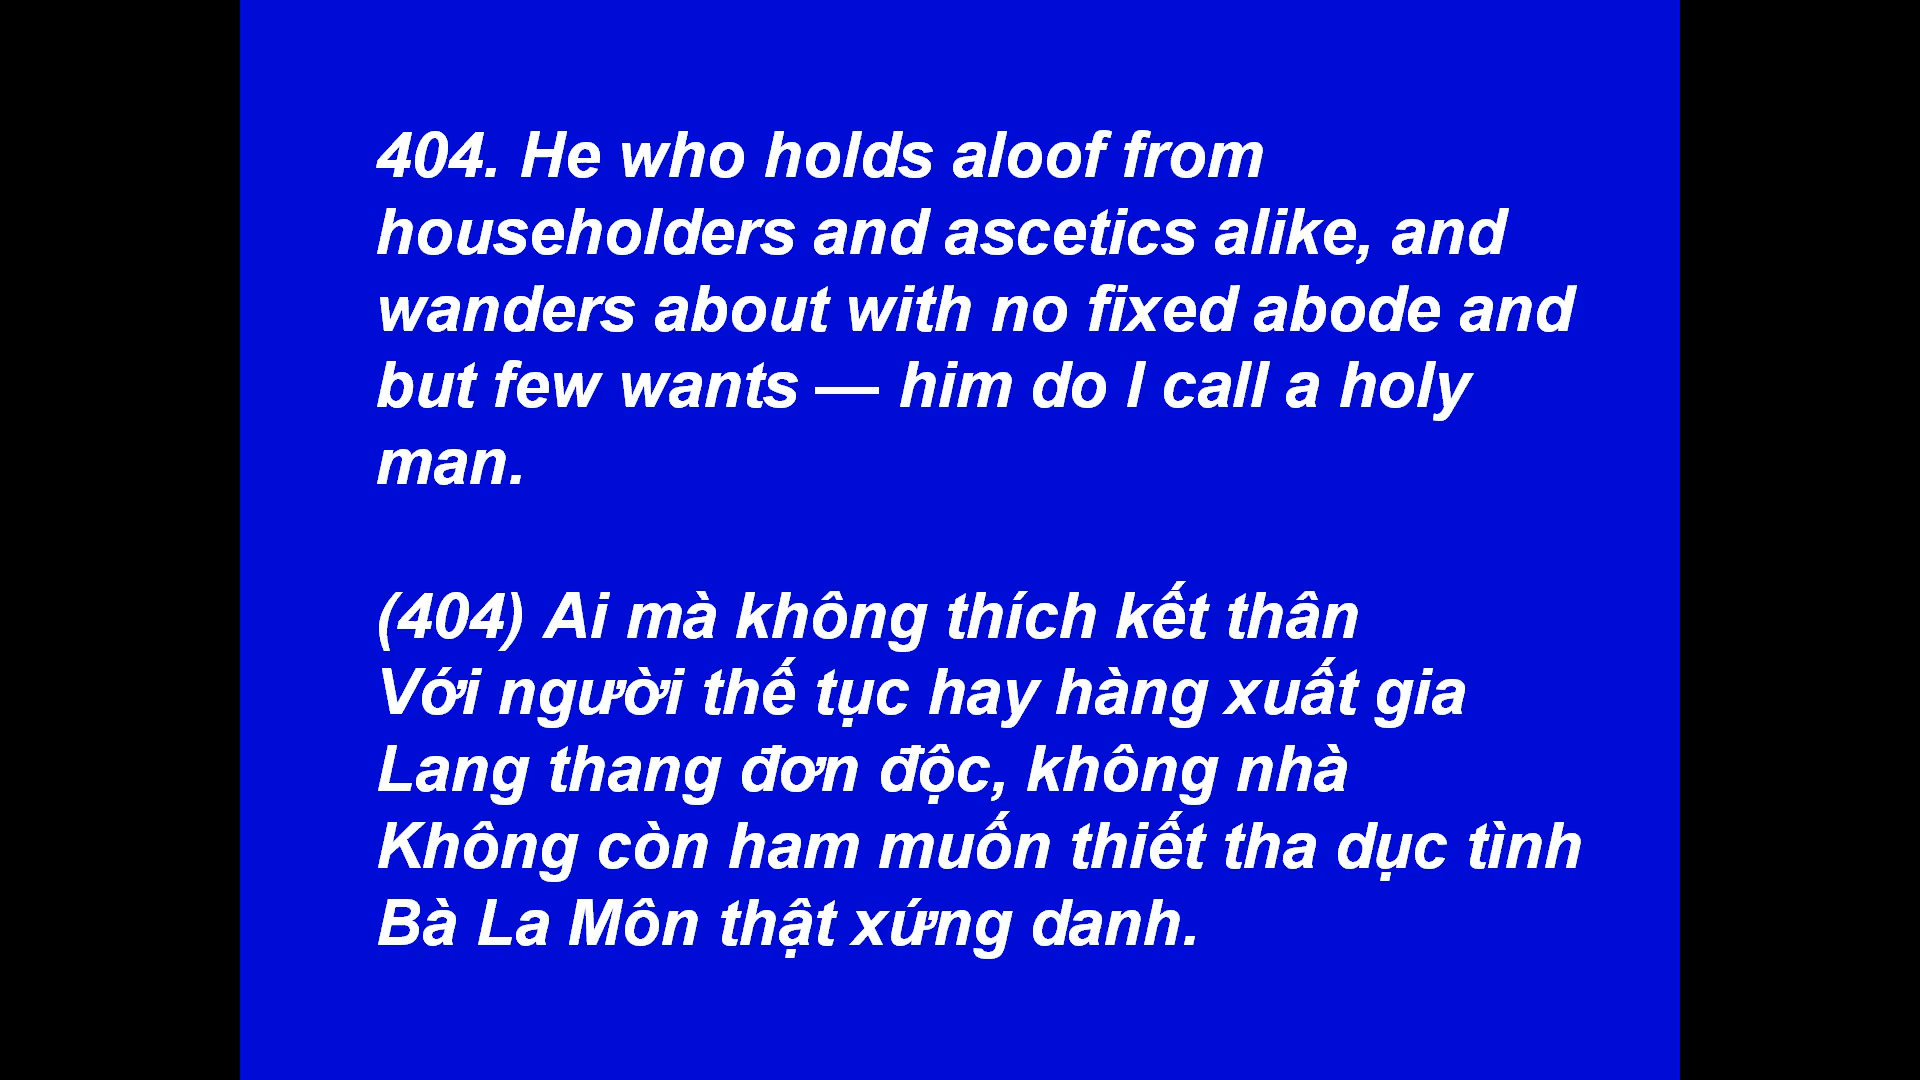 404. He who holds aloof from
householders and ascetics alike, and
wanders about with no fixed abode and
but few wants — him do I call a holy
man.
(404) Ai mà không thích kết thân
Với người thế tục hay hàng xuất gia
Lang thang đơn độc, không nhà
Không còn ham muốn thiết tha dục tình
Bà La Môn thật xứng danh.